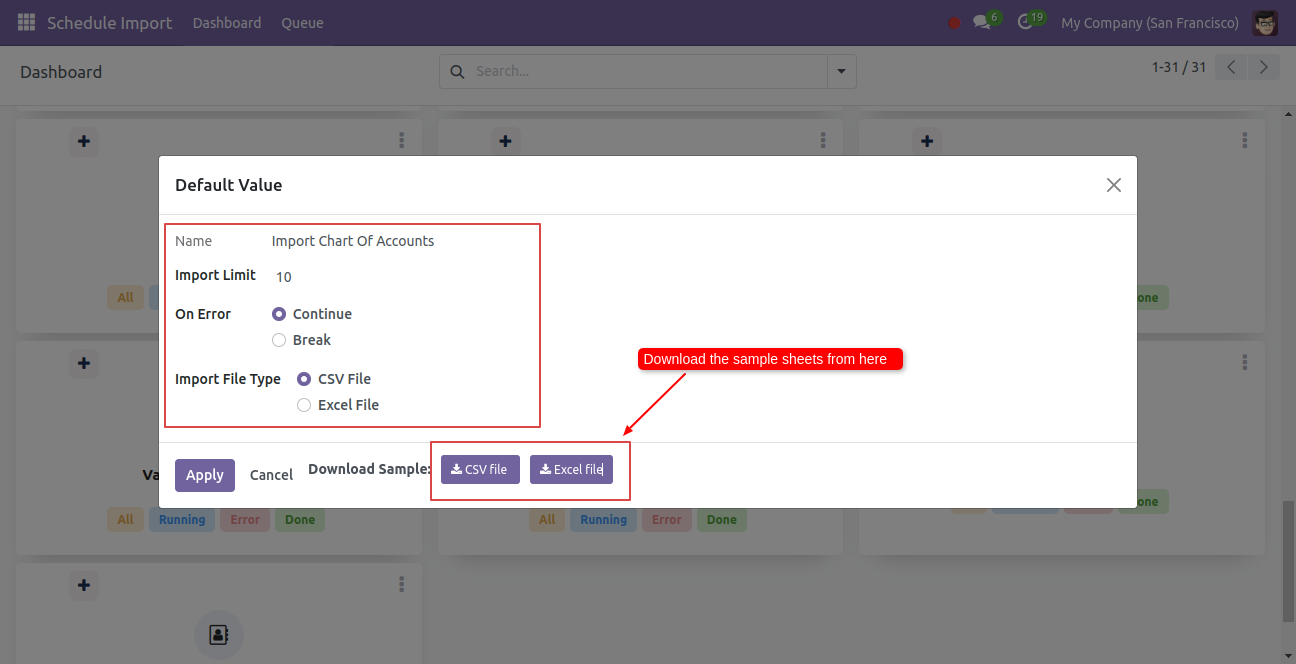 Schedule Import Dashboard Queue 6 19 My Company (San Francisco)
Dashboard Search... 1-31 / 31
Default Value
Name Import Chart Of Accounts
Import Limit 10
On Error Continue
Break
Import File Type CSV File
Excel File
Download the sample sheets from here
Apply Cancel Download Sample: CSV file Excel file
All
one
Va
one
All Running Error Done All Running Error Done